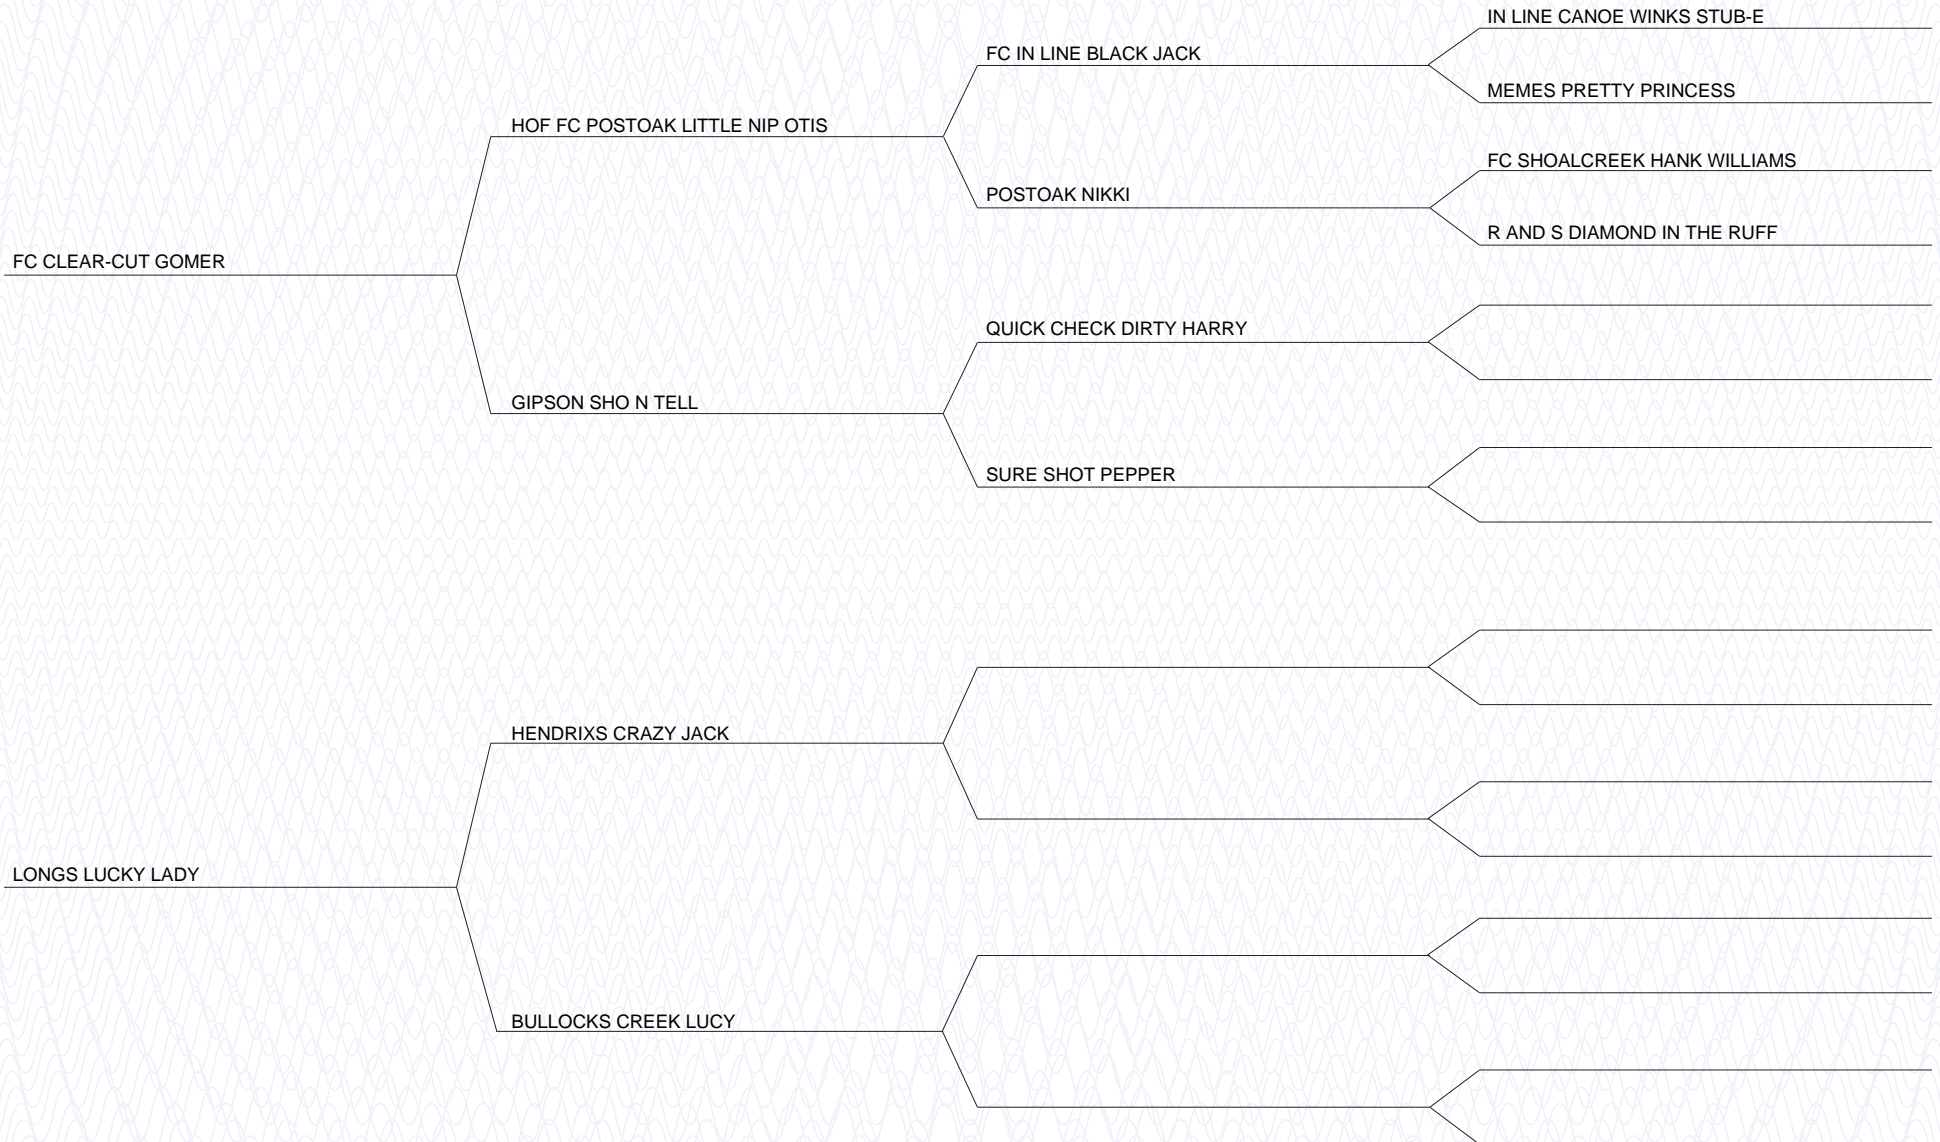 IN LINE CANOE WINKS STUB-E
FC IN LINE BLACK JACK
MEMES PRETTY PRINCESS
HOF FC POSTOAK LITTLE NIP OTIS
FC SHOALCREEK HANK WILLIAMS
POSTOAK NIKKI
R AND S DIAMOND IN THE RUFF
FC CLEAR-CUT GOMER
QUICK CHECK DIRTY HARRY
GIPSON SHO N TELL
SURE SHOT PEPPER
HENDRIXS CRAZY JACK
LONGS LUCKY LADY
BULLOCKS CREEK LUCY